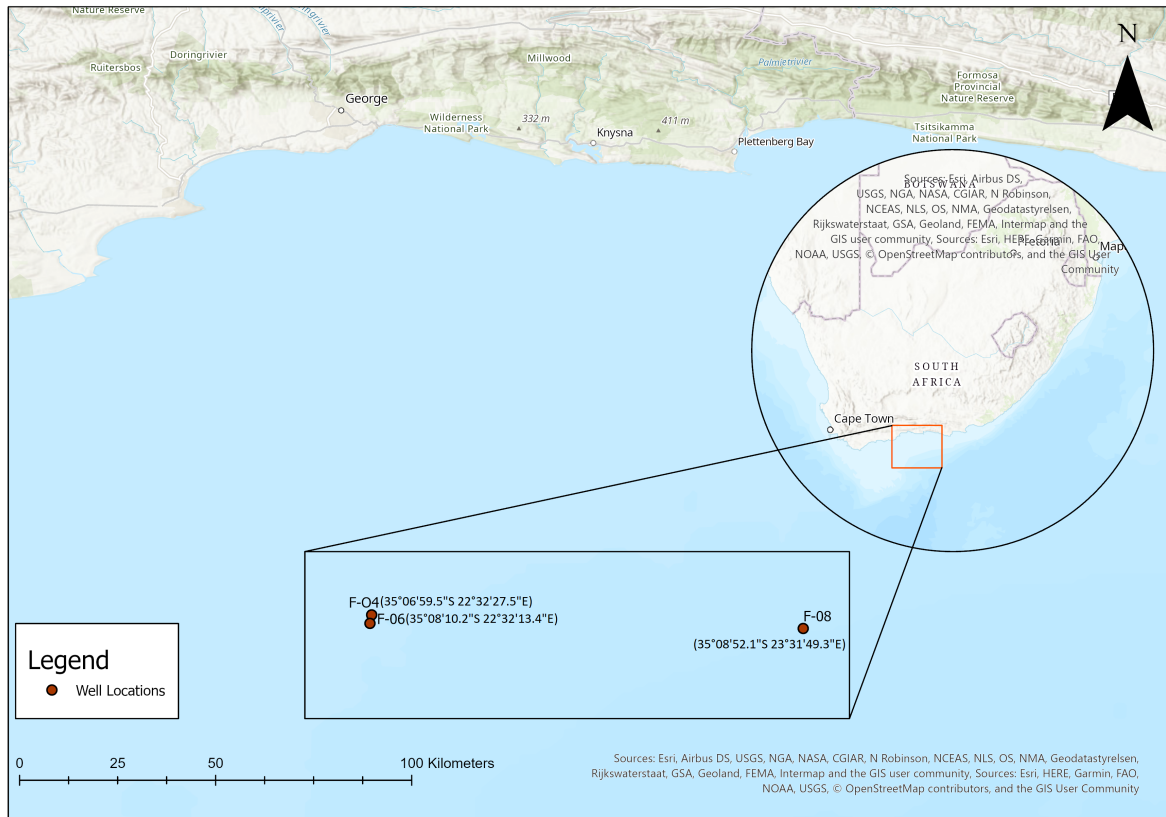 Nature Reserve
Doringrivier
Ruitersbos
George
Millwood
Palmietrivier
Formosa
Provincial
Nature Reserve
N
Wilderness
National Park
332 m
Knysna
411 m
Plettenberg Bay
Tsitsikamma
National Park
BOTSWANA
Sources: Esri, Airbus DS,
USGS, NGA, NASA, CGIAR, N Robinson,
NCEAS, NLS, OS, NMA, Geodatastyrelsen,
Rijkswaterstaat, GSA, Geoland, FEMA, Intermap and the
GIS user community, Sources: Esri, HERE, Garmin, FAO,
NOAA, USGS, © OpenStreetMap contributors, and the GIS User
Community
Pretoria
Map
SOUTH
AFRICA
Cape Town
F-O4(35°06'59.5"S 22°32'27.5"E)
F-06(35°08'10.2"S 22°32'13.4"E)
F-08
(35°08'52.1"S 23°31'49.3"E)
Legend
Well Locations
0 25 50 100 Kilometers
Sources: Esri, Airbus DS, USGS, NGA, NASA, CGIAR, N Robinson, NCEAS, NLS, OS, NMA, Geodatastyrelsen,
Rijkswaterstaat, GSA, Geoland, FEMA, Intermap and the GIS user community, Sources: Esri, HERE, Garmin, FAO,
NOAA, USGS, © OpenStreetMap contributors, and the GIS User Community